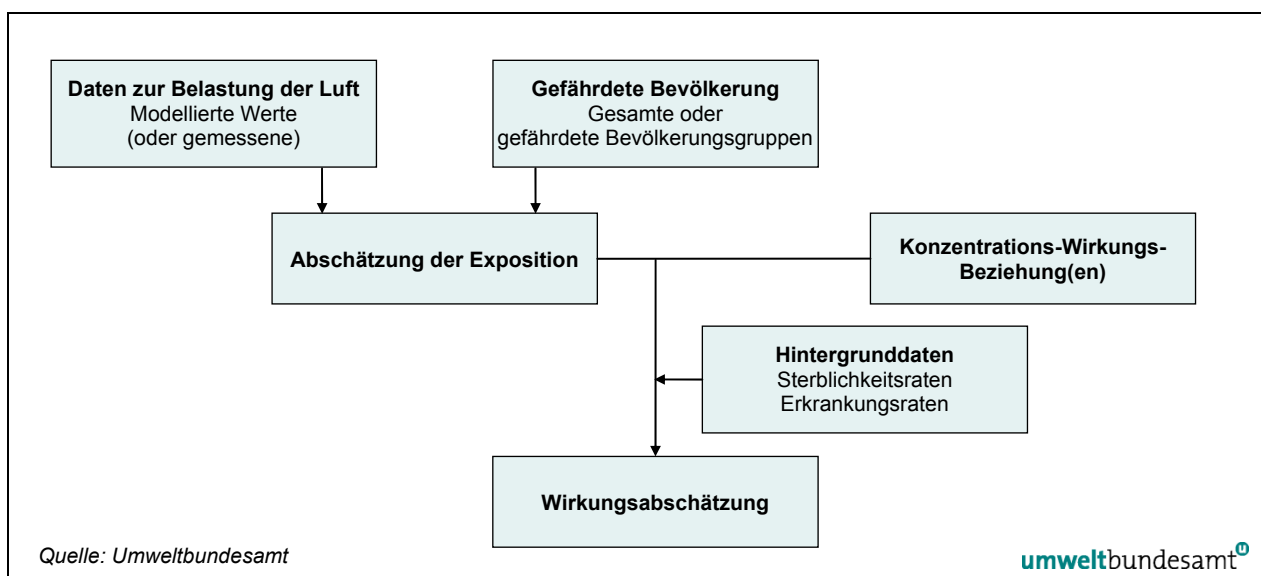 Daten zur Belastung der Luft
Modellierte Werte
(oder gemessene)
Gefährdete Bevölkerung
Gesamte oder
gefährdete Bevölkerungsgruppen
Abschätzung der Exposition
Konzentrations-Wirkungs-
Beziehung(en)
Hintergrunddaten
Sterblichkeitsraten
Erkrankungsraten
Wirkungsabschätzung
Quelle: Umweltbundesamt
umweltbundesamt
u